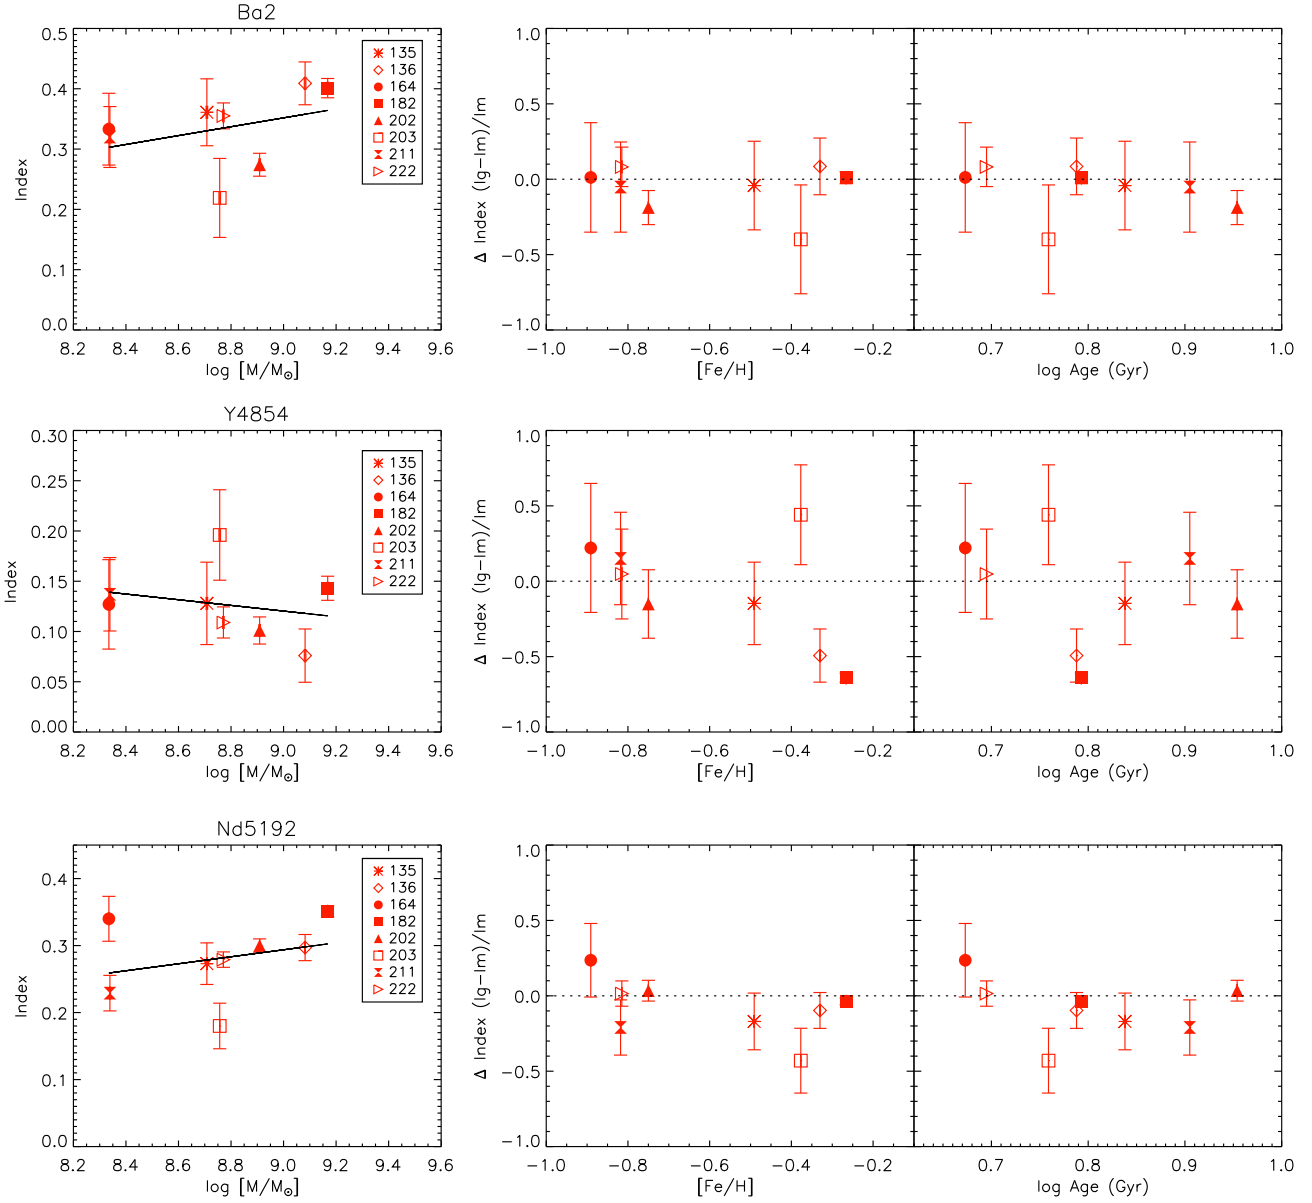 Ba2
0.5
0.4
0.3
0.2
0.1
0.0
Index
8.2 8.4 8.6 8.8 9.0 9.2 9.4 9.6
log [M/M☉]
135
136
164
182
202
203
211
222
1.0
0.5
0.0
−0.5
−1.0
Δ Index (Ig−Im)/Im
−1.0 −0.8 −0.6 −0.4 −0.2
[Fe/H]
0.7 0.8 0.9 1.0
log Age (Gyr)
Y4854
0.30
0.25
0.20
0.15
0.10
0.05
0.00
Index
8.2 8.4 8.6 8.8 9.0 9.2 9.4 9.6
log [M/M☉]
135
136
164
182
202
203
211
222
1.0
0.5
0.0
−0.5
−1.0
Δ Index (Ig−Im)/Im
−1.0 −0.8 −0.6 −0.4 −0.2
[Fe/H]
0.7 0.8 0.9 1.0
log Age (Gyr)
Nd5192
0.4
0.3
0.2
0.1
0.0
Index
8.2 8.4 8.6 8.8 9.0 9.2 9.4 9.6
log [M/M☉]
135
136
164
182
202
203
211
222
1.0
0.5
0.0
−0.5
−1.0
Δ Index (Ig−Im)/Im
−1.0 −0.8 −0.6 −0.4 −0.2
[Fe/H]
0.7 0.8 0.9 1.0
log Age (Gyr)